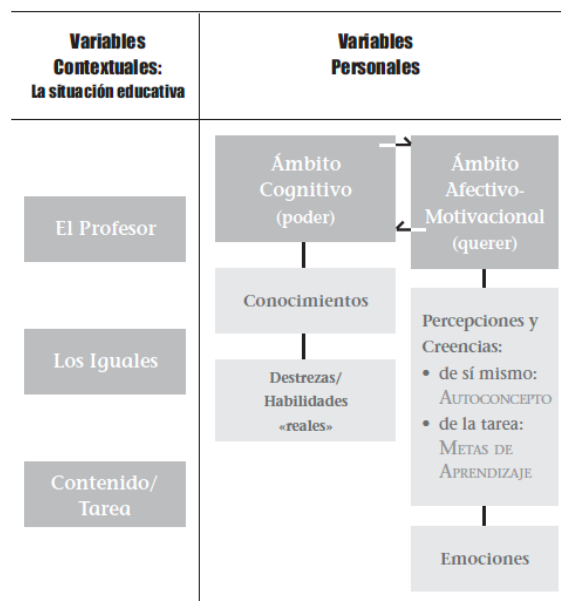 Variables
Contextuales:
La situación educativa
Variables
Personales
El Profesor
Los Iguales
Contenido/
Tarea
Ámbito
Cognitivo
(poder)
Conocimientos
Destrezas/
Habilidades
«reales»
Ámbito
Afectivo-
Motivacional
(querer)
Percepciones y
Creencias:
• de sí mismo:
AUTOCONCEPTO
• de la tarea:
METAS DE
APRENDIZAJE
Emociones